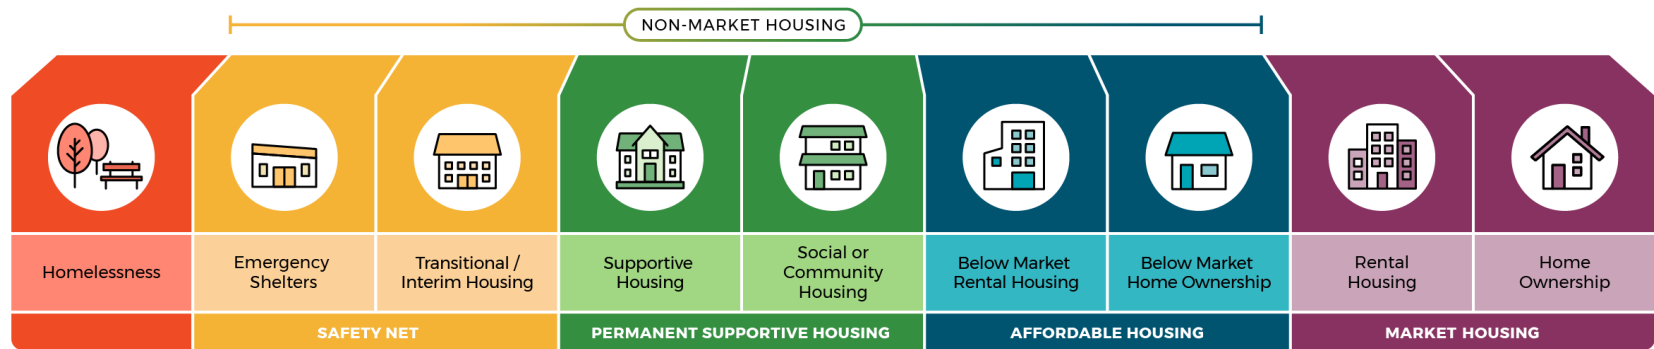 NON-MARKET HOUSING
Homelessness
Emergency
Shelters
Transitional /
Interim Housing
Supportive
Housing
Social or
Community
Housing
Below Market
Rental Housing
Below Market
Home Ownership
Rental
Housing
Home
Ownership
SAFETY NET
PERMANENT SUPPORTIVE HOUSING
AFFORDABLE HOUSING
MARKET HOUSING